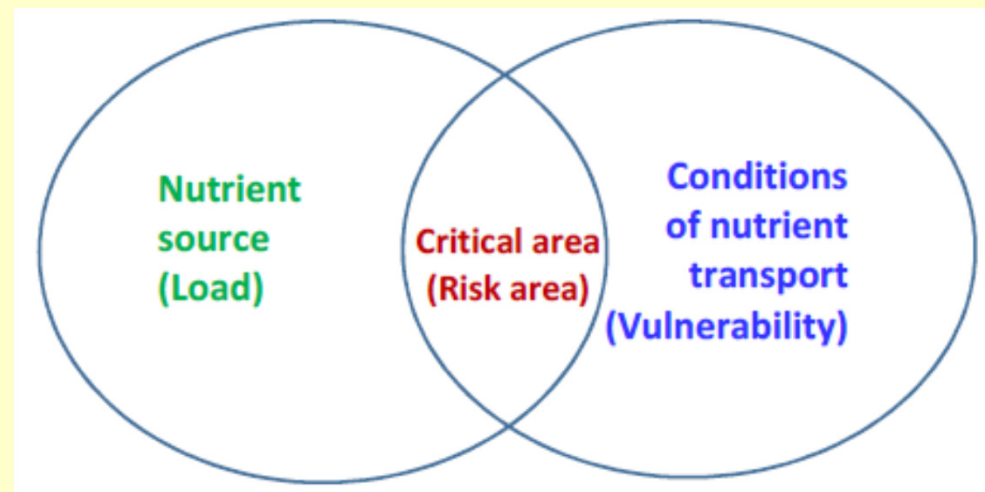 Nutrient
source
(Load)
Critical area
(Risk area)
Conditions
of nutrient
transport
(Vulnerability)